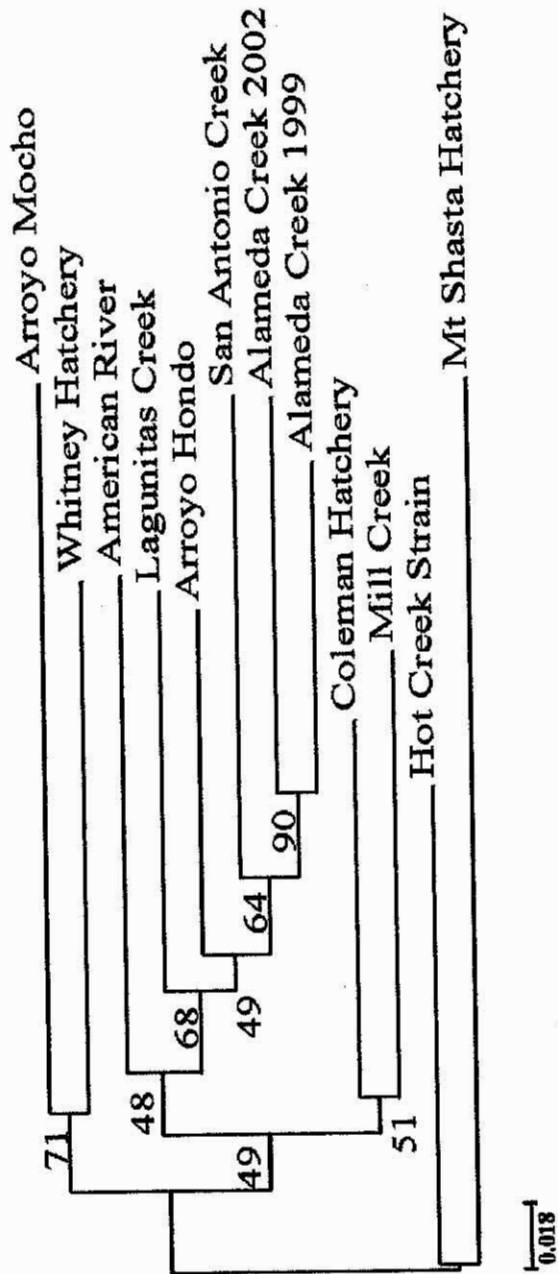 Arroyo Mocho
Whitney Hatchery
American River
Lagunitas Creek
Arroyo Hondo
San Antonio Creek
Alameda Creek 2002
Alameda Creek 1999
Coleman Hatchery
Mill Creek
Hot Creek Strain
Mt Shasta Hatchery
71
48
68
49
64
90
49
51
0.018